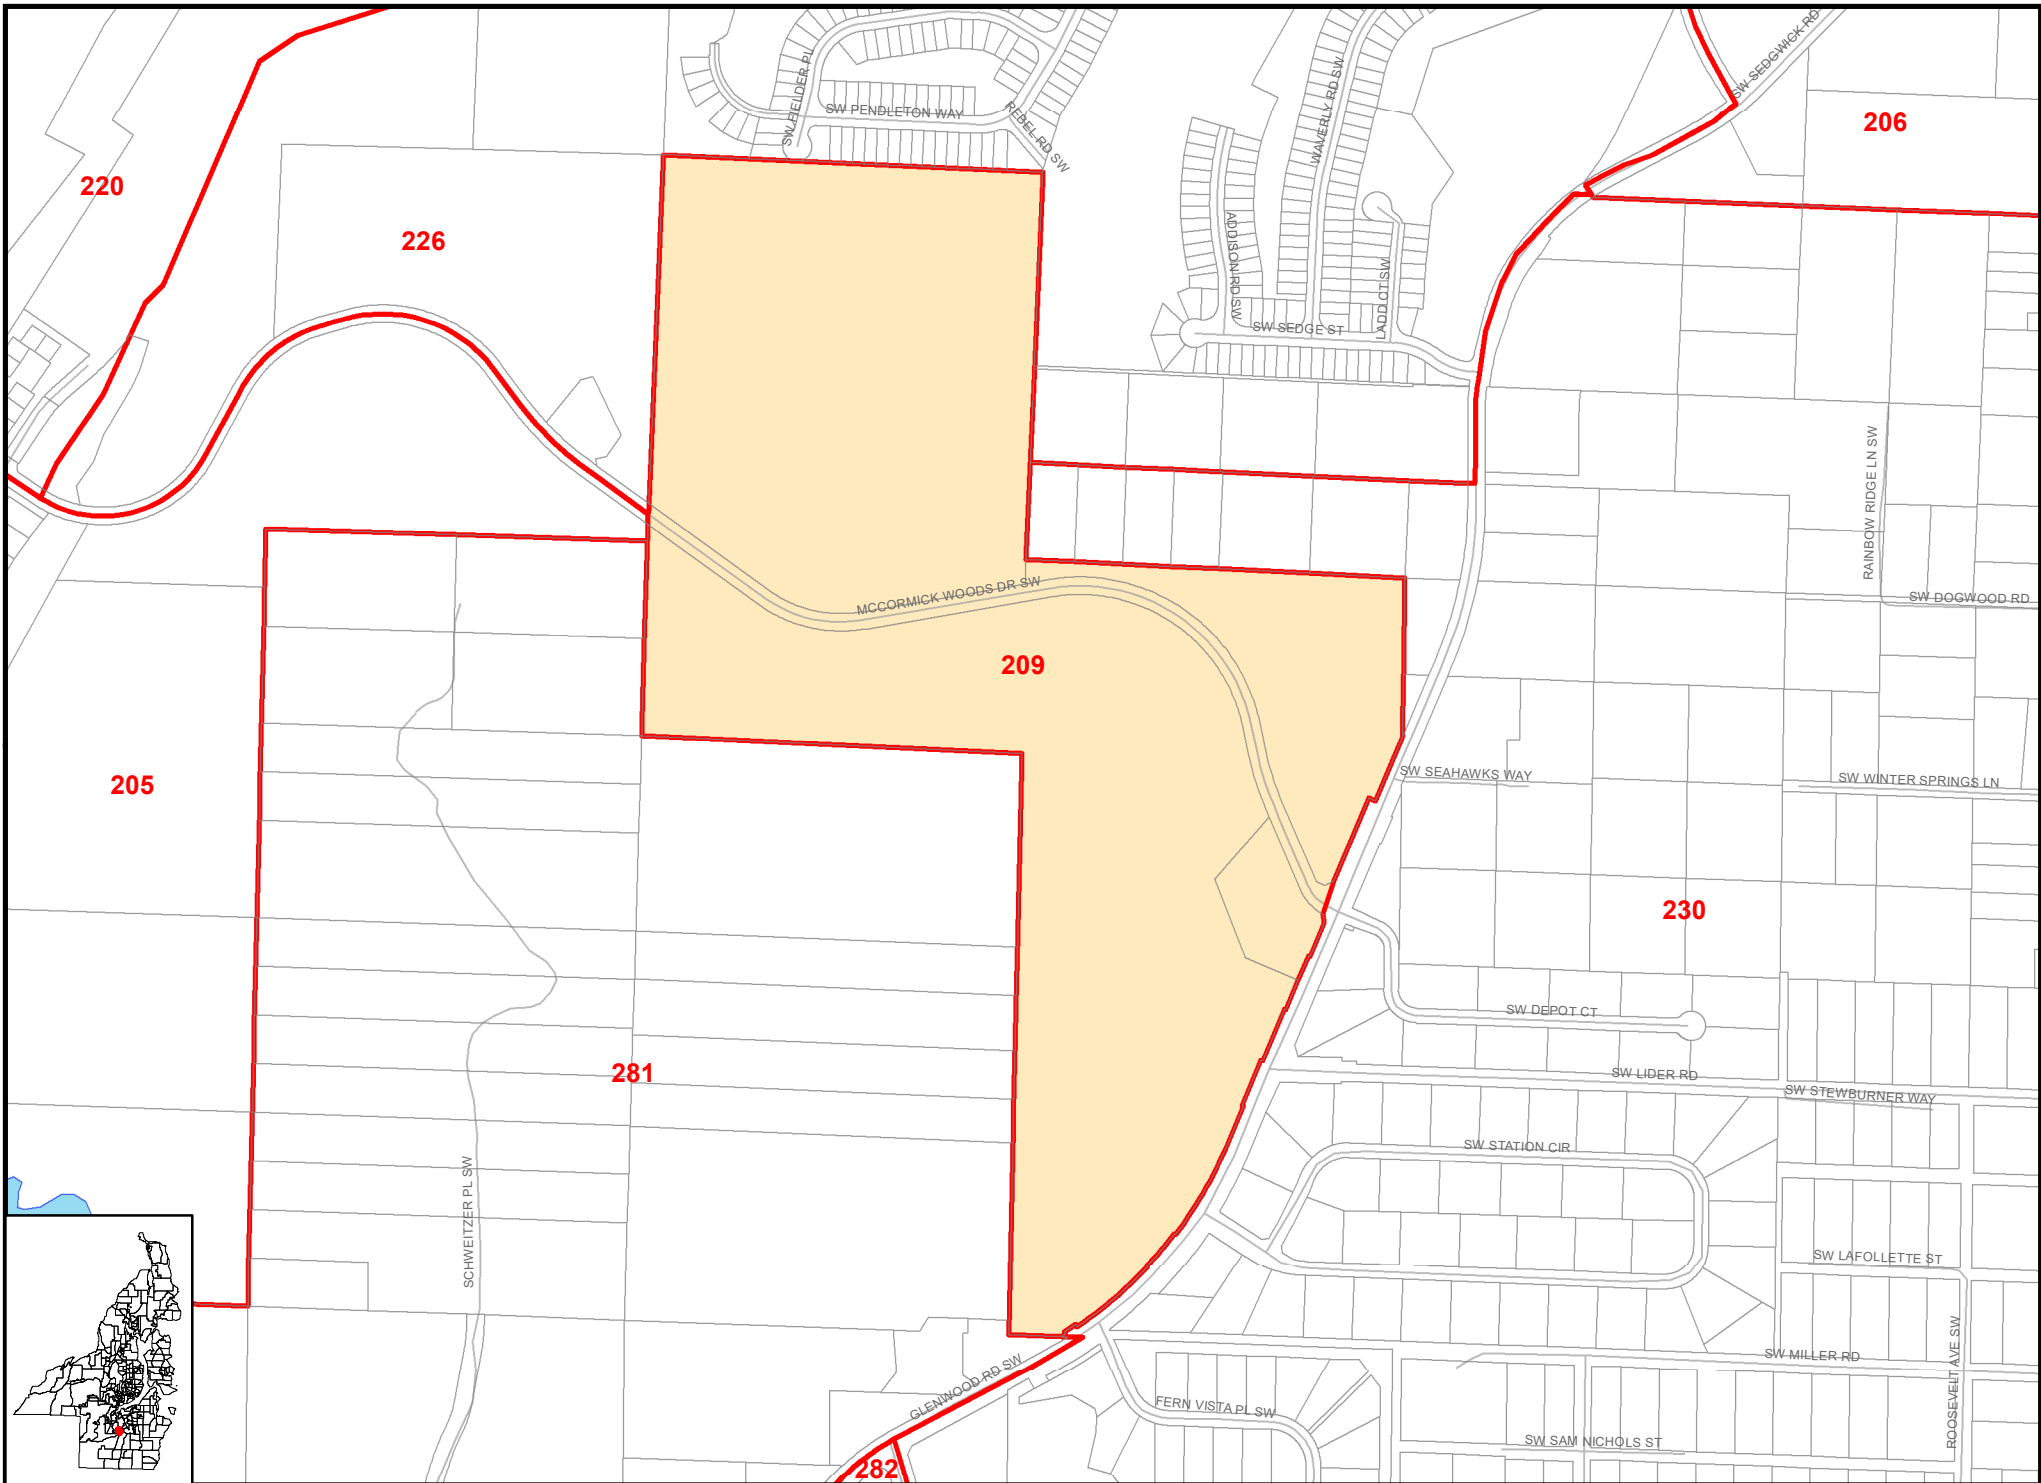 SW SEDGWICK RD
SW FIELDER PL
SW PENDLETON WAY
REBEL RD SW
WAVERLY RD SW
206
220
226
ADDISON RD SW
LADD CT SW
SW SEDGE ST
RAINBOW RIDGE LN SW
MCCORMICK WOODS DR SW
SW DOGWOOD RD
209
205
SW SEAHAWKS WAY
SW WINTER SPRINGS LN
230
SW DEPOT CT
281
SW LIDER RD
SW STEWBURNER WAY
SW STATION CIR
SCHWEITZER PL SW
SW LAFOLLETTE ST
SW MILLER RD
ROOSEVELT AVE SW
GLENWOOD RD SW
FERN VISTA PL SW
SW SAM NICHOLS ST
282